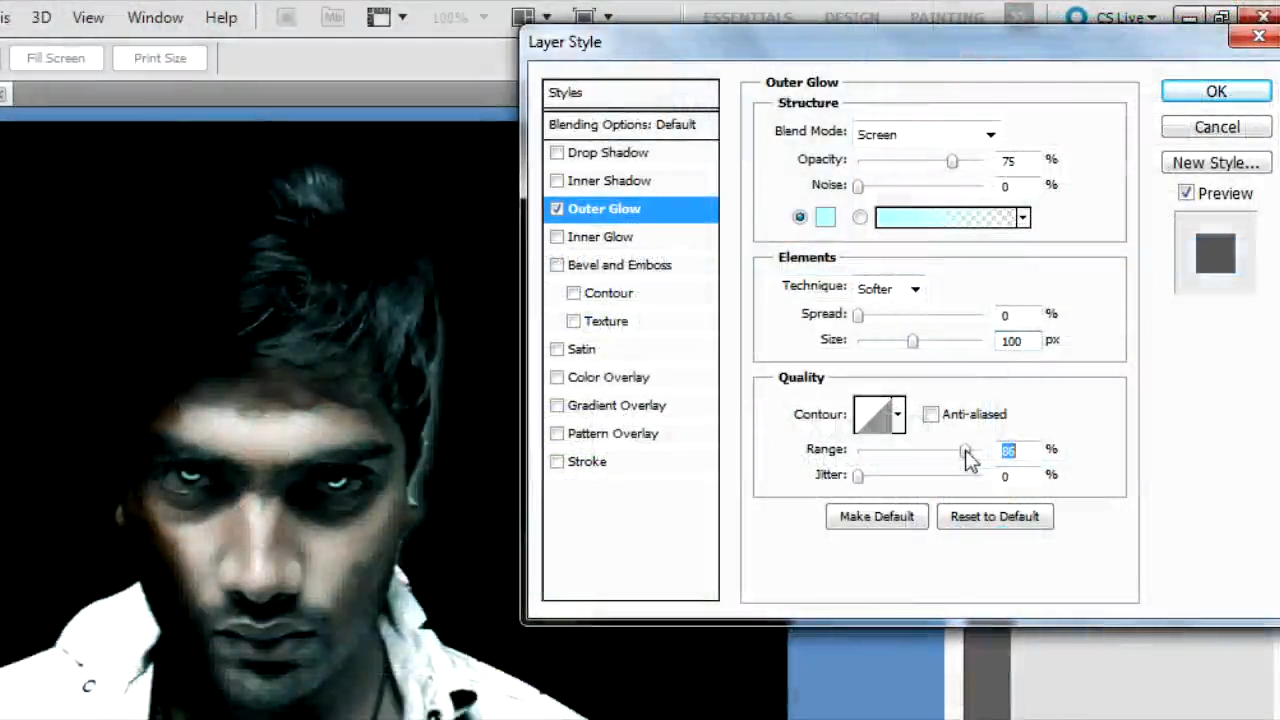 is 3D View Window Help
Mb
100%
ESSENTIALS DESIGN PAINTING
CS Live
Fill Screen
Print Size
Layer Style
Styles
Blending Options: Default
Drop Shadow
Inner Shadow
Outer Glow
Inner Glow
Bevel and Emboss
Contour
Texture
Satin
Color Overlay
Gradient Overlay
Pattern Overlay
Stroke
Outer Glow
Structure
Blend Mode: Screen
Opacity: 75 %
Noise: 0 %
Elements
Technique: Softer
Spread: 0 %
Size: 100 px
Quality
Contour: Anti-aliased
Range: 86 %
Jitter: 0 %
Make Default
Reset to Default
OK
Cancel
New Style...
Preview